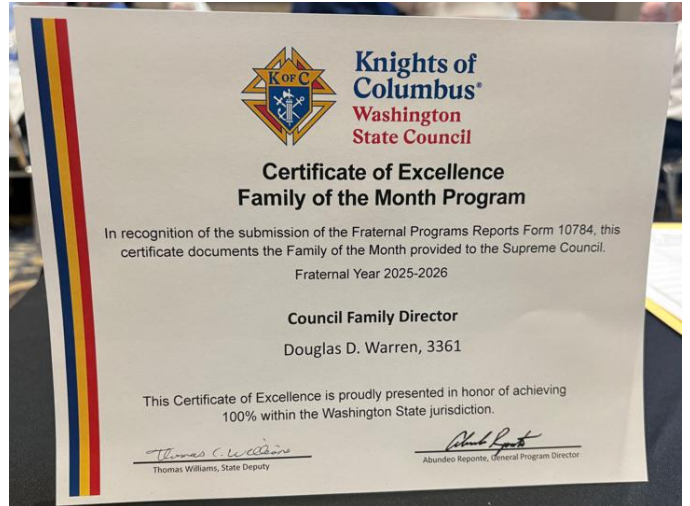 K OF C
Knights of
Columbus®
Washington
State Council
Certificate of Excellence
Family of the Month Program
In recognition of the submission of the Fraternal Programs Reports Form 10784, this
certificate documents the Family of the Month provided to the Supreme Council.
Fraternal Year 2025-2026
Council Family Director
Douglas D. Warren, 3361
This Certificate of Excellence is proudly presented in honor of achieving
100% within the Washington State jurisdiction.
Thomas C. Williams
Thomas Williams, State Deputy
Abundeo Reponte, General Program Director